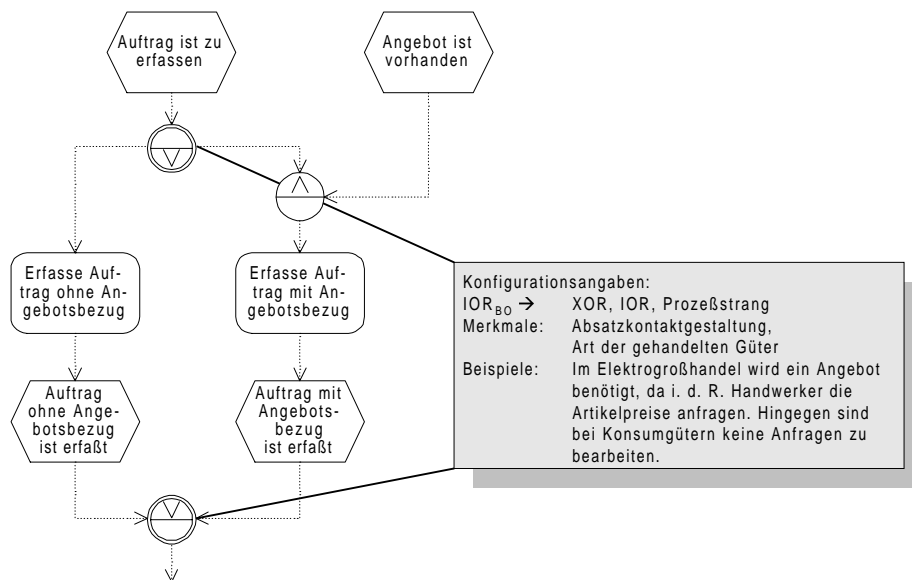 Auftrag ist zu
erfassen
Angebot ist
vorhanden
Erfasse Auf-
trag ohne An-
gebotsbezug
Erfasse Auf-
trag mit An-
gebotsbezug
Auftrag
ohne Ange-
botsbezug
ist erfaßt
Auftrag mit
Angebots-
bezug
ist erfaßt
Konfigurationsangaben:
IOR_BO → XOR, IOR, Prozeßstrang
Merkmale: Absatzkontaktgestaltung,
Art der gehandelten Güter
Beispiele: Im Elektrogroßhandel wird ein Angebot
benötigt, da i. d. R. Handwerker die
Artikelpreise anfragen. Hingegen sind
bei Konsumgütern keine Anfragen zu
bearbeiten.